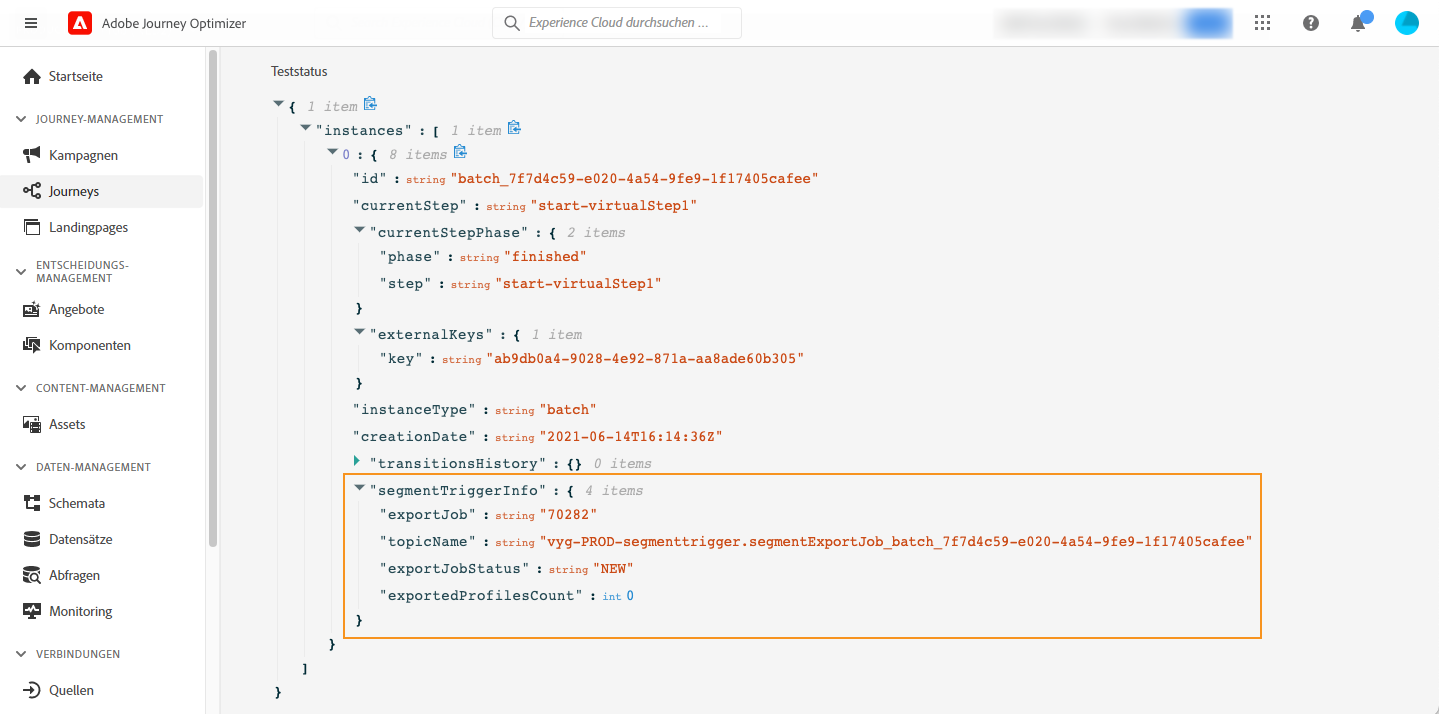 Adobe Journey Optimizer
Experience Cloud durchsuchen ...
Startseite
JOURNEY-MANAGEMENT
Kampagnen
Journeys
Landingpages
ENTSCHEIDUNGS-
MANAGEMENT
Angebote
Komponenten
CONTENT-MANAGEMENT
Assets
DATEN-MANAGEMENT
Schemata
Datensätze
Abfragen
Monitoring
VERBINDUNGEN
Quellen
Teststatus
{ 1 item
"instances" : [ 1 item
0 : { 8 items
"id" : string "batch_7f7d4c59-e020-4a54-9fe9-1f17405cafee"
"currentStep" : string "start-virtualStep1"
"currentStepPhase" : { 2 items
"phase" : string "finished"
"step" : string "start-virtualStep1"
}
"externalKeys" : { 1 item
"key" : string "ab9db0a4-9028-4e92-871a-aa8ade60b305"
}
"instanceType" : string "batch"
"creationDate" : string "2021-06-14T16:14:36Z"
"transitionsHistory" : {} 0 items
"segmentTriggerInfo" : { 4 items
"exportJob" : string "70282"
"topicName" : string "vyg-PROD-segmenttrigger.segmentExportJob_batch_7f7d4c59-e020-4a54-9fe9-1f17405cafee"
"exportJobStatus" : string "NEW"
"exportedProfilesCount" : int 0
}
}
]
}